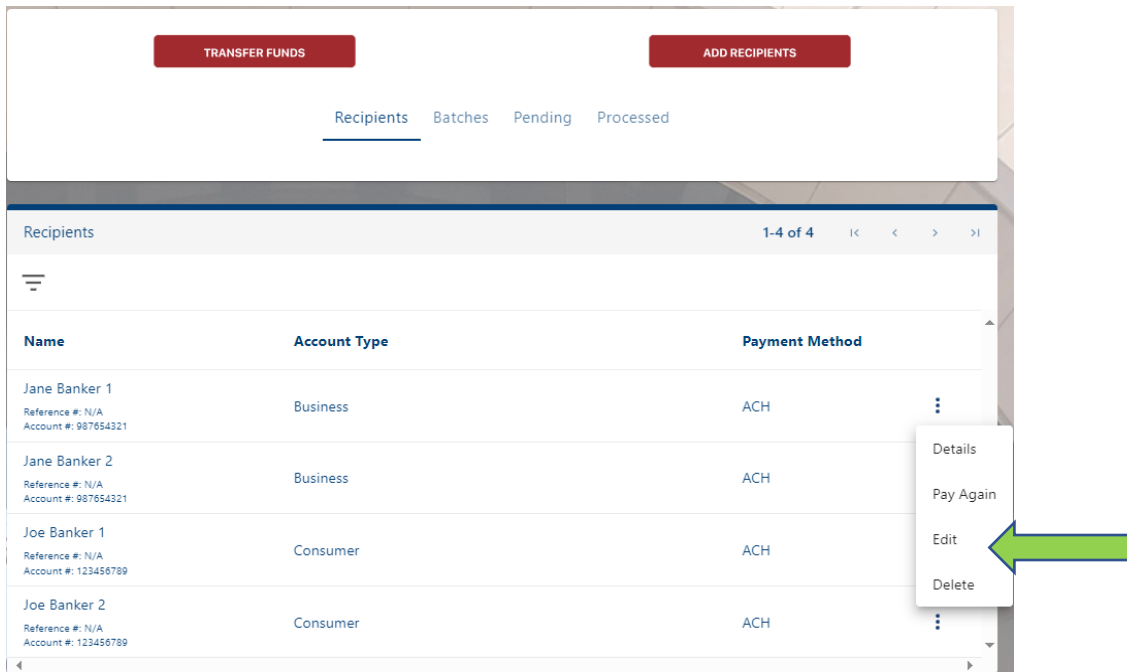 TRANSFER FUNDS
ADD RECIPIENTS
Recipients Batches Pending Processed
Recipients
1-4 of 4
Name Account Type Payment Method
Jane Banker 1
Reference #: N/A
Account #: 987654321
Business
ACH
Jane Banker 2
Reference #: N/A
Account #: 987654321
Business
ACH
Joe Banker 1
Reference #: N/A
Account #: 123456789
Consumer
ACH
Joe Banker 2
Reference #: N/A
Account #: 123456789
Consumer
ACH
Details
Pay Again
Edit
Delete